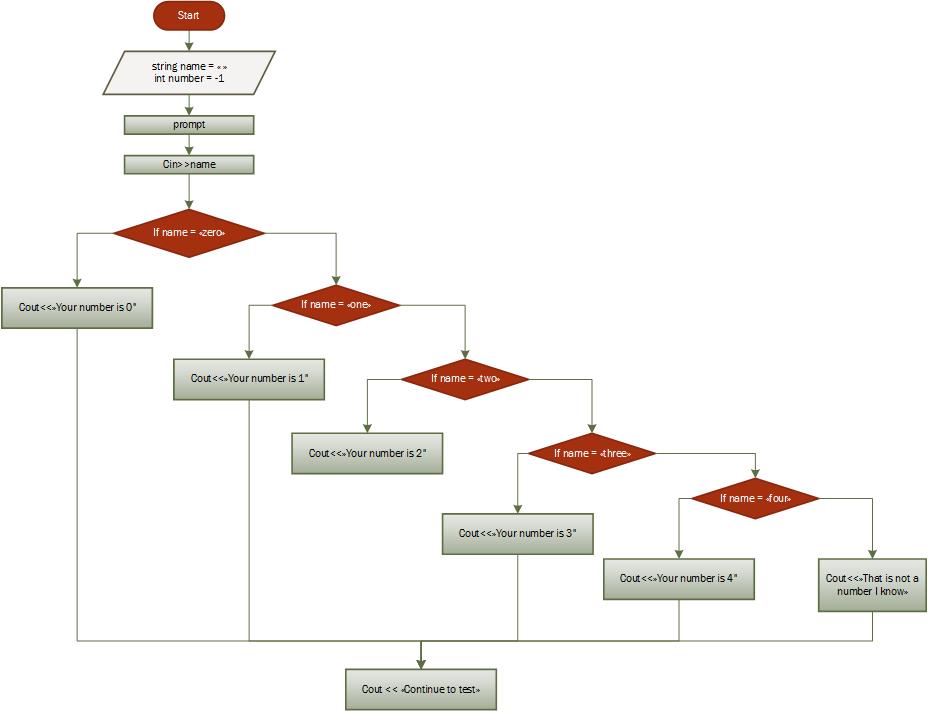 Start
string name = «»
int number = -1
prompt
Cin>>name
If name = «zero»
Cout<<»Your number is 0"
If name = «one»
Cout<<»Your number is 1"
If name = «two»
Cout<<»Your number is 2"
If name = «three»
Cout<<»Your number is 3"
If name = «four»
Cout<<»Your number is 4"
Cout<<»That is not a
number I know»
Cout << «Continue to test»